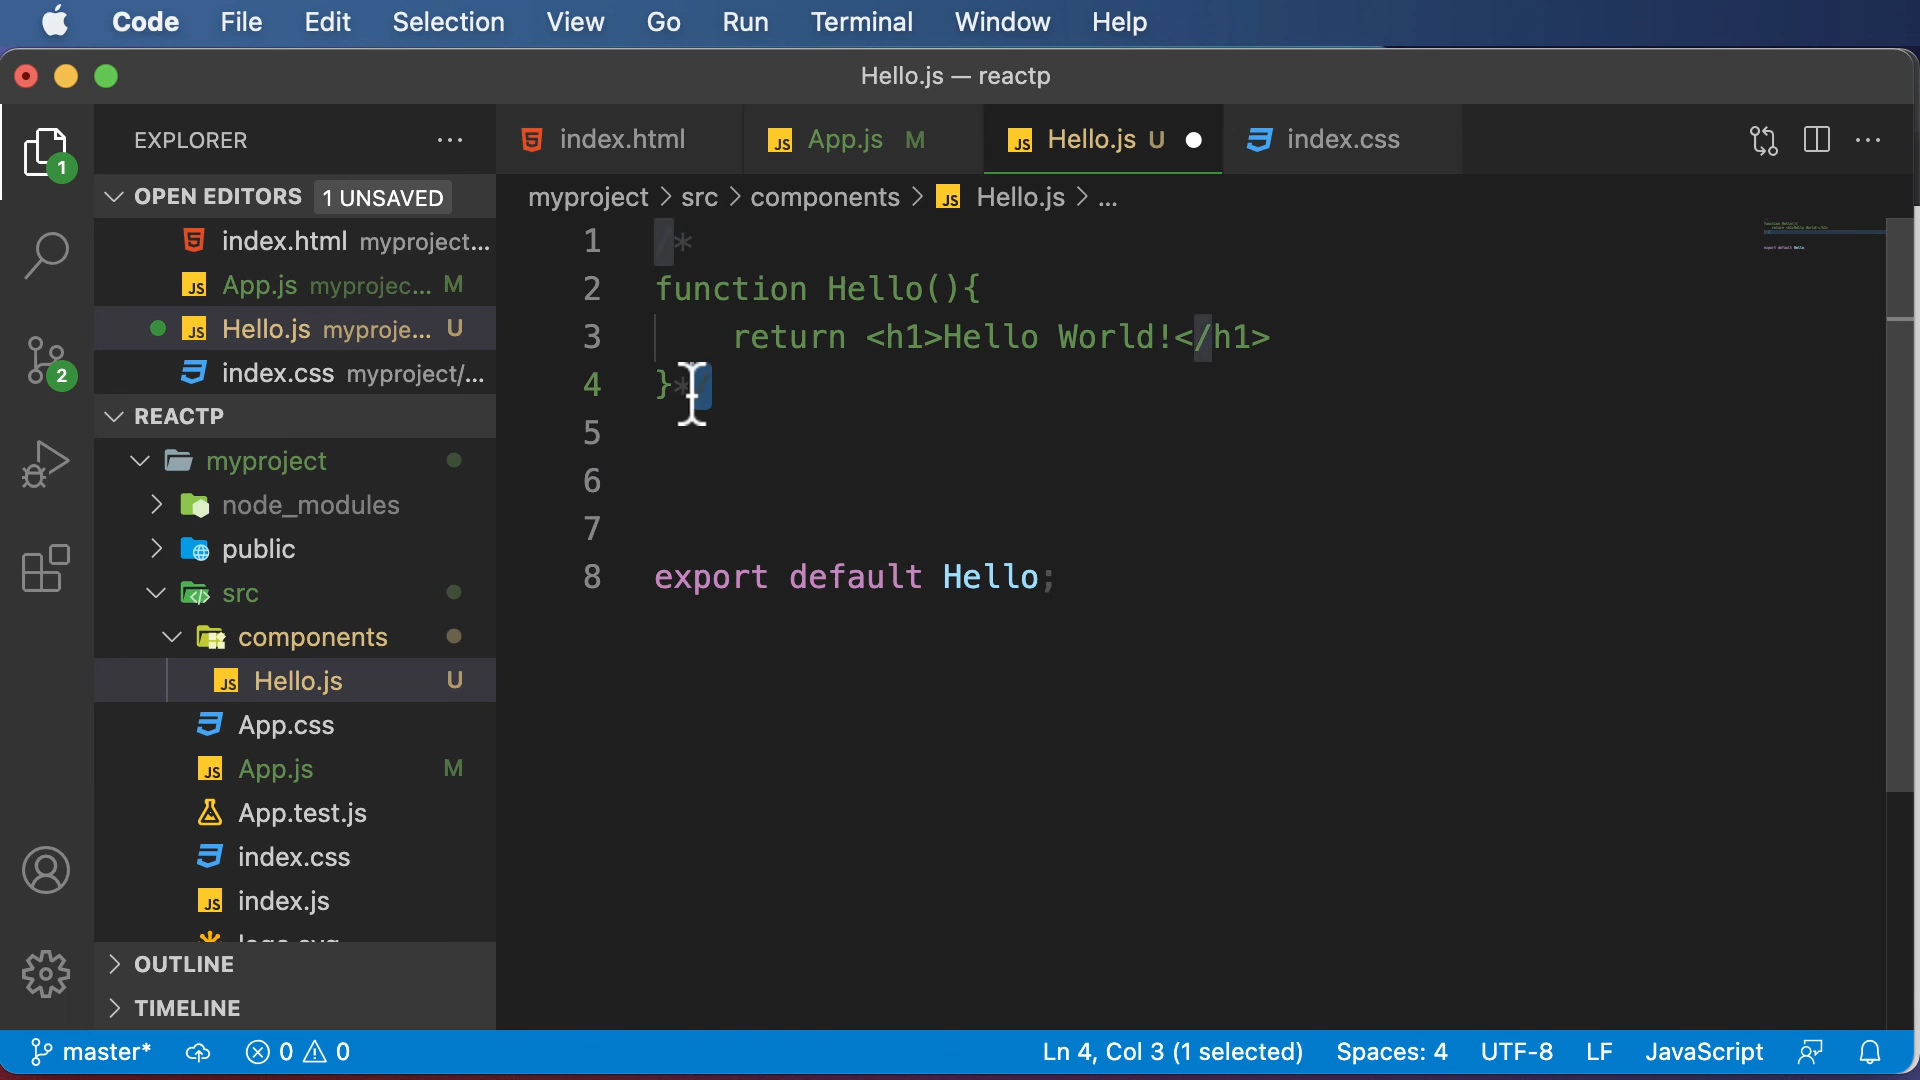 Code File Edit Selection View Go Run Terminal Window Help
Hello.js — reactp
EXPLORER
1
OPEN EDITORS 1 UNSAVED
index.html myproject...
App.js myprojec... M
Hello.js myproje... U
index.css myproject/...
2
REACTP
myproject
node_modules
public
src
components
Hello.js U
App.css
App.js M
App.test.js
index.css
index.js
OUTLINE
TIMELINE
index.html App.js M Hello.js U index.css
myproject > src > components > Hello.js > ...
1 /*
2 function Hello(){
3 return <h1>Hello World!</h1>
4 }*/
5
6
7
8 export default Hello;
master* 0 0 Ln 4, Col 3 (1 selected) Spaces: 4 UTF-8 LF JavaScript